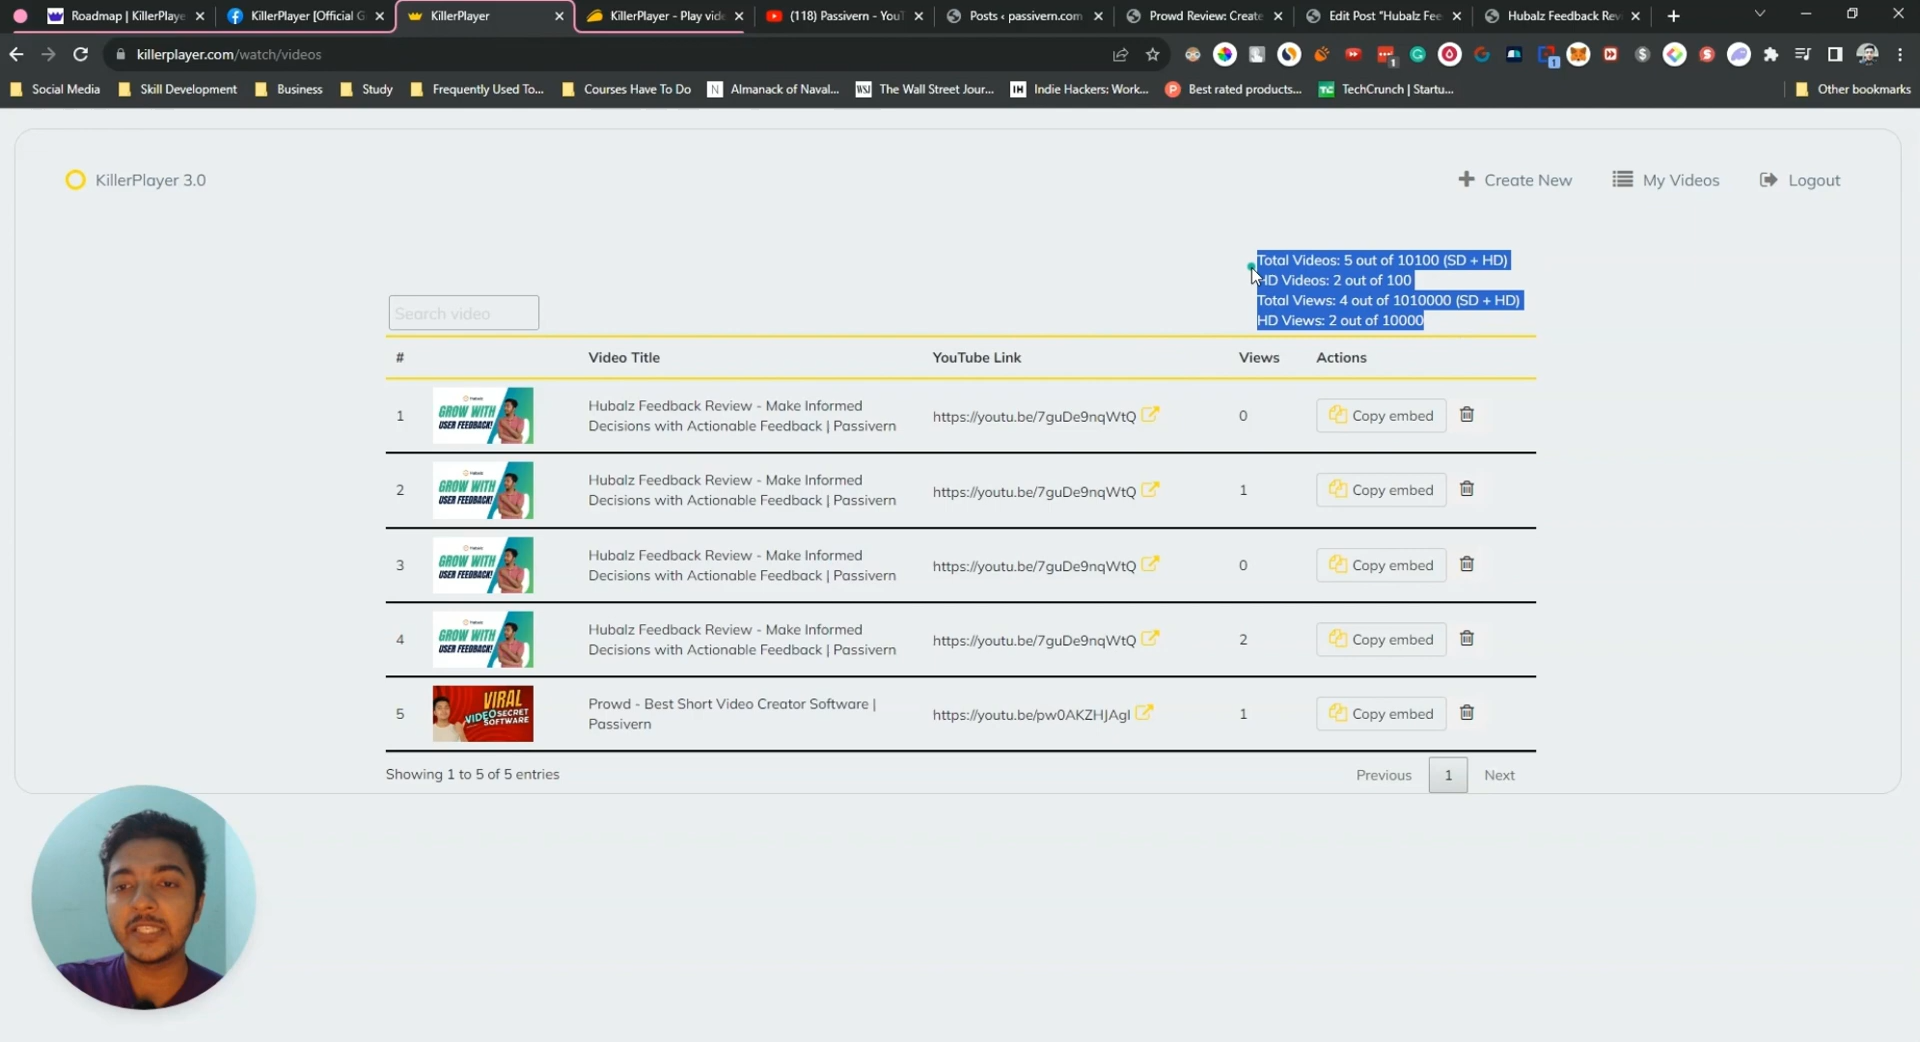 Roadmap | KillerPlaye
KillerPlayer [Official G
KillerPlayer
KillerPlayer - Play vide
(118) Passivern - YouT
Posts ‹ passivern.com
Prowd Review: Create
Edit Post "Hubalz Fee
Hubalz Feedback Rev
killerplayer.com/watch/videos
Social Media
Skill Development
Business
Study
Frequently Used To...
Courses Have To Do
Almanack of Naval...
The Wall Street Jour...
Indie Hackers: Work...
Best rated products...
TechCrunch | Startu...
Other bookmarks
KillerPlayer 3.0
Create New
My Videos
Logout
Total Videos: 5 out of 10100 (SD + HD)
HD Videos: 2 out of 100
Total Views: 4 out of 1010000 (SD + HD)
HD Views: 2 out of 10000
Search video
# Video Title YouTube Link Views Actions
1
GROW WITH
USER FEEDBACK!
Hubalz Feedback Review - Make Informed
Decisions with Actionable Feedback | Passivern
https://youtu.be/7guDe9nqWtQ
0
Copy embed
2
GROW WITH
USER FEEDBACK!
Hubalz Feedback Review - Make Informed
Decisions with Actionable Feedback | Passivern
https://youtu.be/7guDe9nqWtQ
1
Copy embed
3
GROW WITH
USER FEEDBACK!
Hubalz Feedback Review - Make Informed
Decisions with Actionable Feedback | Passivern
https://youtu.be/7guDe9nqWtQ
0
Copy embed
4
GROW WITH
USER FEEDBACK!
Hubalz Feedback Review - Make Informed
Decisions with Actionable Feedback | Passivern
https://youtu.be/7guDe9nqWtQ
2
Copy embed
5
VIRAL
VIDEO SECRET
SOFTWARE
Prowd - Best Short Video Creator Software |
Passivern
https://youtu.be/pw0AKZHJAgI
1
Copy embed
Showing 1 to 5 of 5 entries
Previous 1 Next